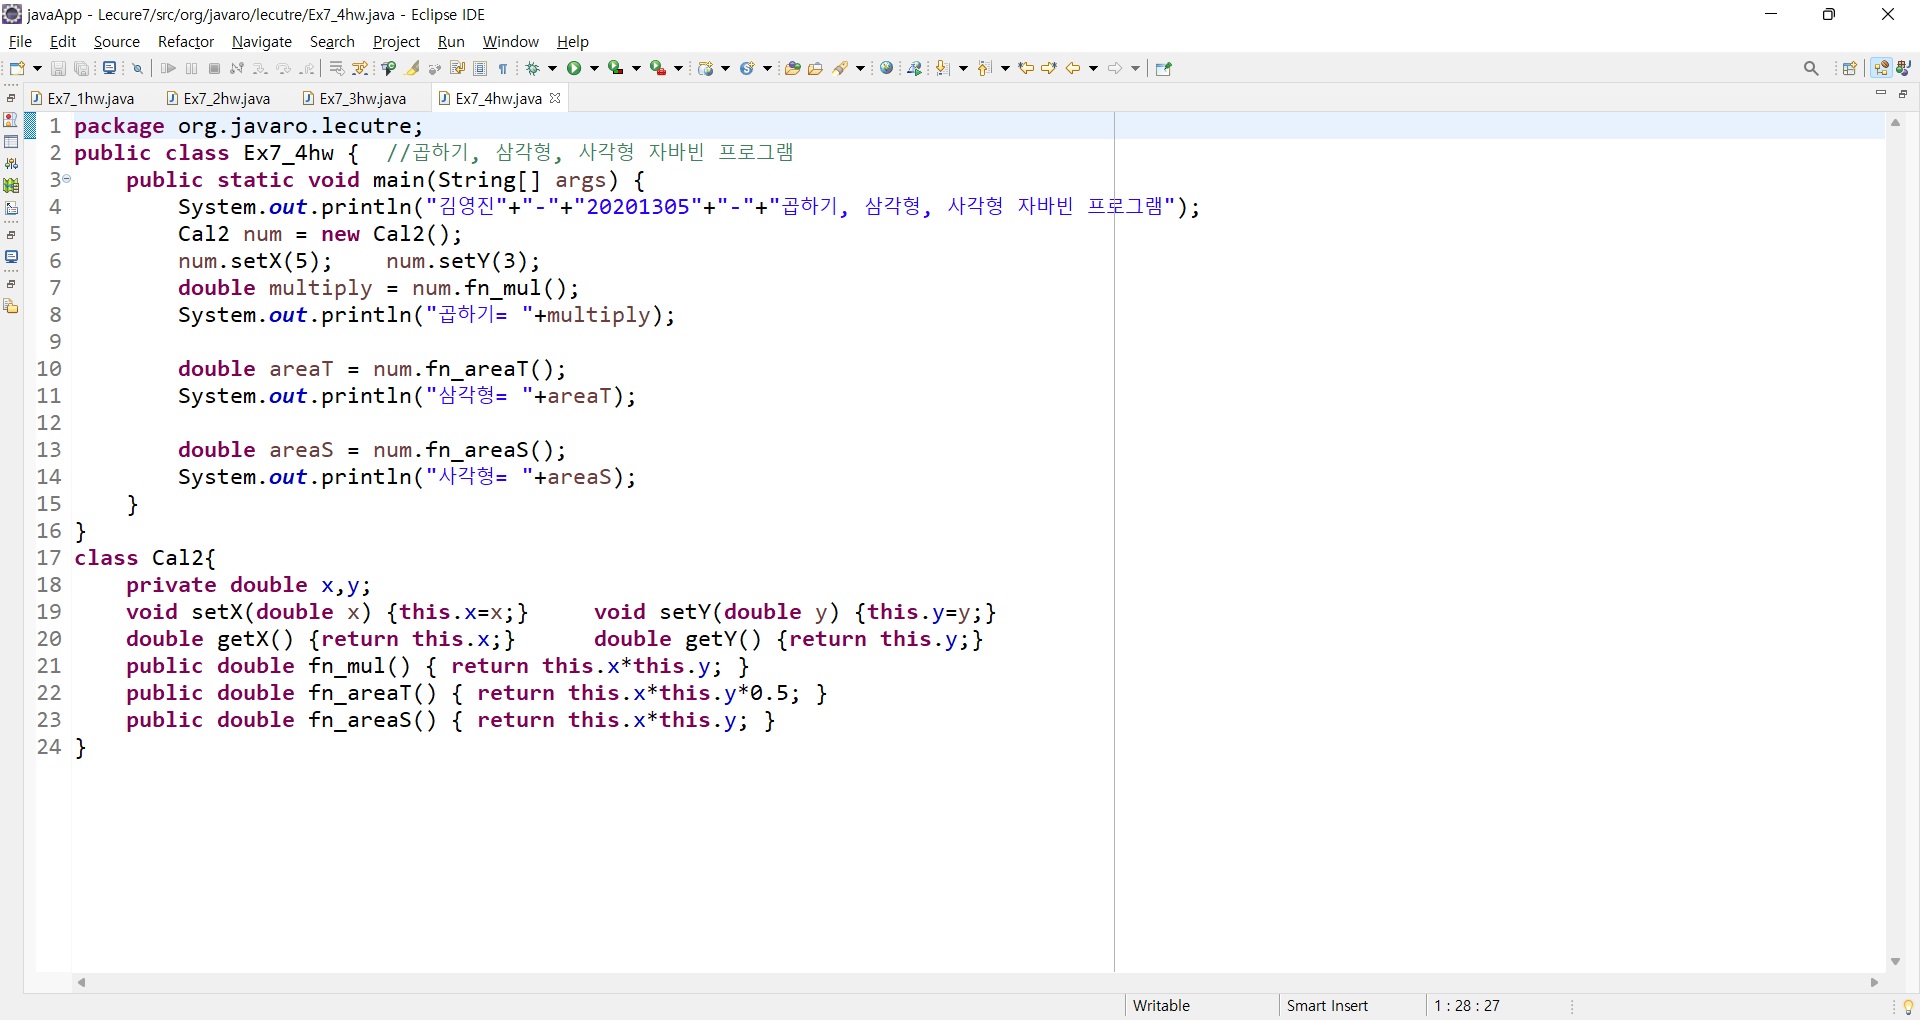 javaApp - Lecure7/src/org/javaro/lecutre/Ex7_4hw.java - Eclipse IDE
File Edit Source Refactor Navigate Search Project Run Window Help
Ex7_1hw.java Ex7_2hw.java Ex7_3hw.java Ex7_4hw.java
1 package org.javaro.lecutre;
2 public class Ex7_4hw { //곱하기, 삼각형, 사각형 자바빈 프로그램
3 public static void main(String[] args) {
4 System.out.println("김영진"+"-"+"20201305"+"-"+"곱하기, 삼각형, 사각형 자바빈 프로그램");
5 Cal2 num = new Cal2();
6 num.setX(5); num.setY(3);
7 double multiply = num.fn_mul();
8 System.out.println("곱하기= "+multiply);
9
10 double areaT = num.fn_areaT();
11 System.out.println("삼각형= "+areaT);
12
13 double areaS = num.fn_areaS();
14 System.out.println("사각형= "+areaS);
15 }
16 }
17 class Cal2{
18 private double x,y;
19 void setX(double x) {this.x=x;} void setY(double y) {this.y=y;}
20 double getX() {return this.x;} double getY() {return this.y;}
21 public double fn_mul() { return this.x*this.y; }
22 public double fn_areaT() { return this.x*this.y*0.5; }
23 public double fn_areaS() { return this.x*this.y; }
24 }
Writable Smart Insert 1 : 28 : 27